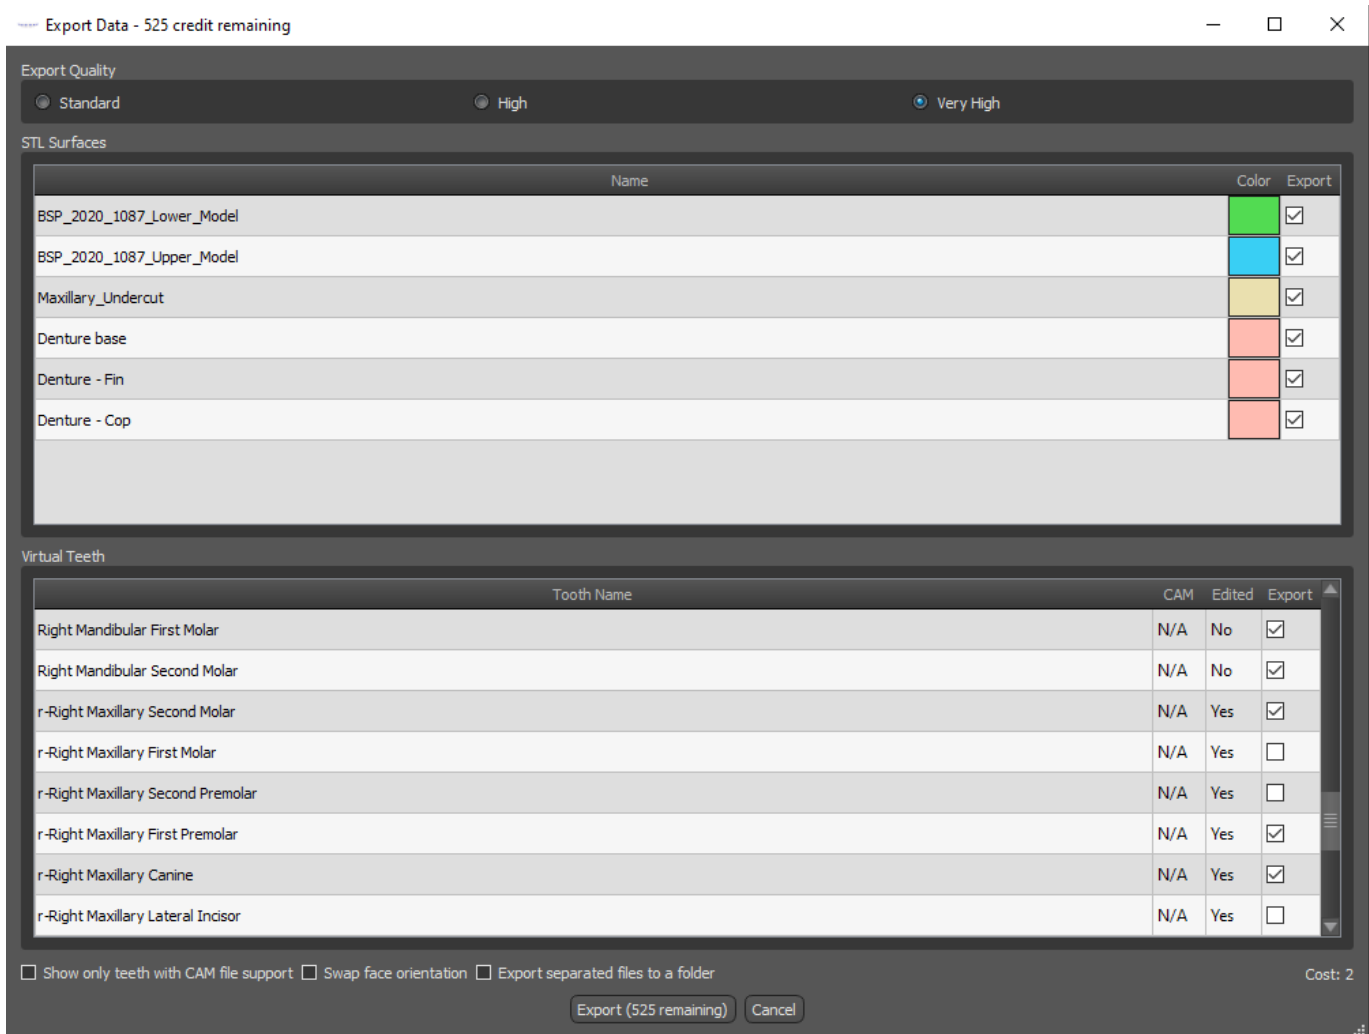 Export Data - 525 credit remaining
Export Quality
Standard High Very High
STL Surfaces
Name Color Export
BSP_2020_1087_Lower_Model
BSP_2020_1087_Upper_Model
Maxillary_Undercut
Denture base
Denture - Fin
Denture - Cop
Virtual Teeth
Tooth Name CAM Edited Export
Right Mandibular First Molar N/A No
Right Mandibular Second Molar N/A No
r-Right Maxillary Second Molar N/A Yes
r-Right Maxillary First Molar N/A Yes
r-Right Maxillary Second Premolar N/A Yes
r-Right Maxillary First Premolar N/A Yes
r-Right Maxillary Canine N/A Yes
r-Right Maxillary Lateral Incisor N/A Yes
Show only teeth with CAM file support Swap face orientation Export separated files to a folder Cost: 2
Export (525 remaining) Cancel